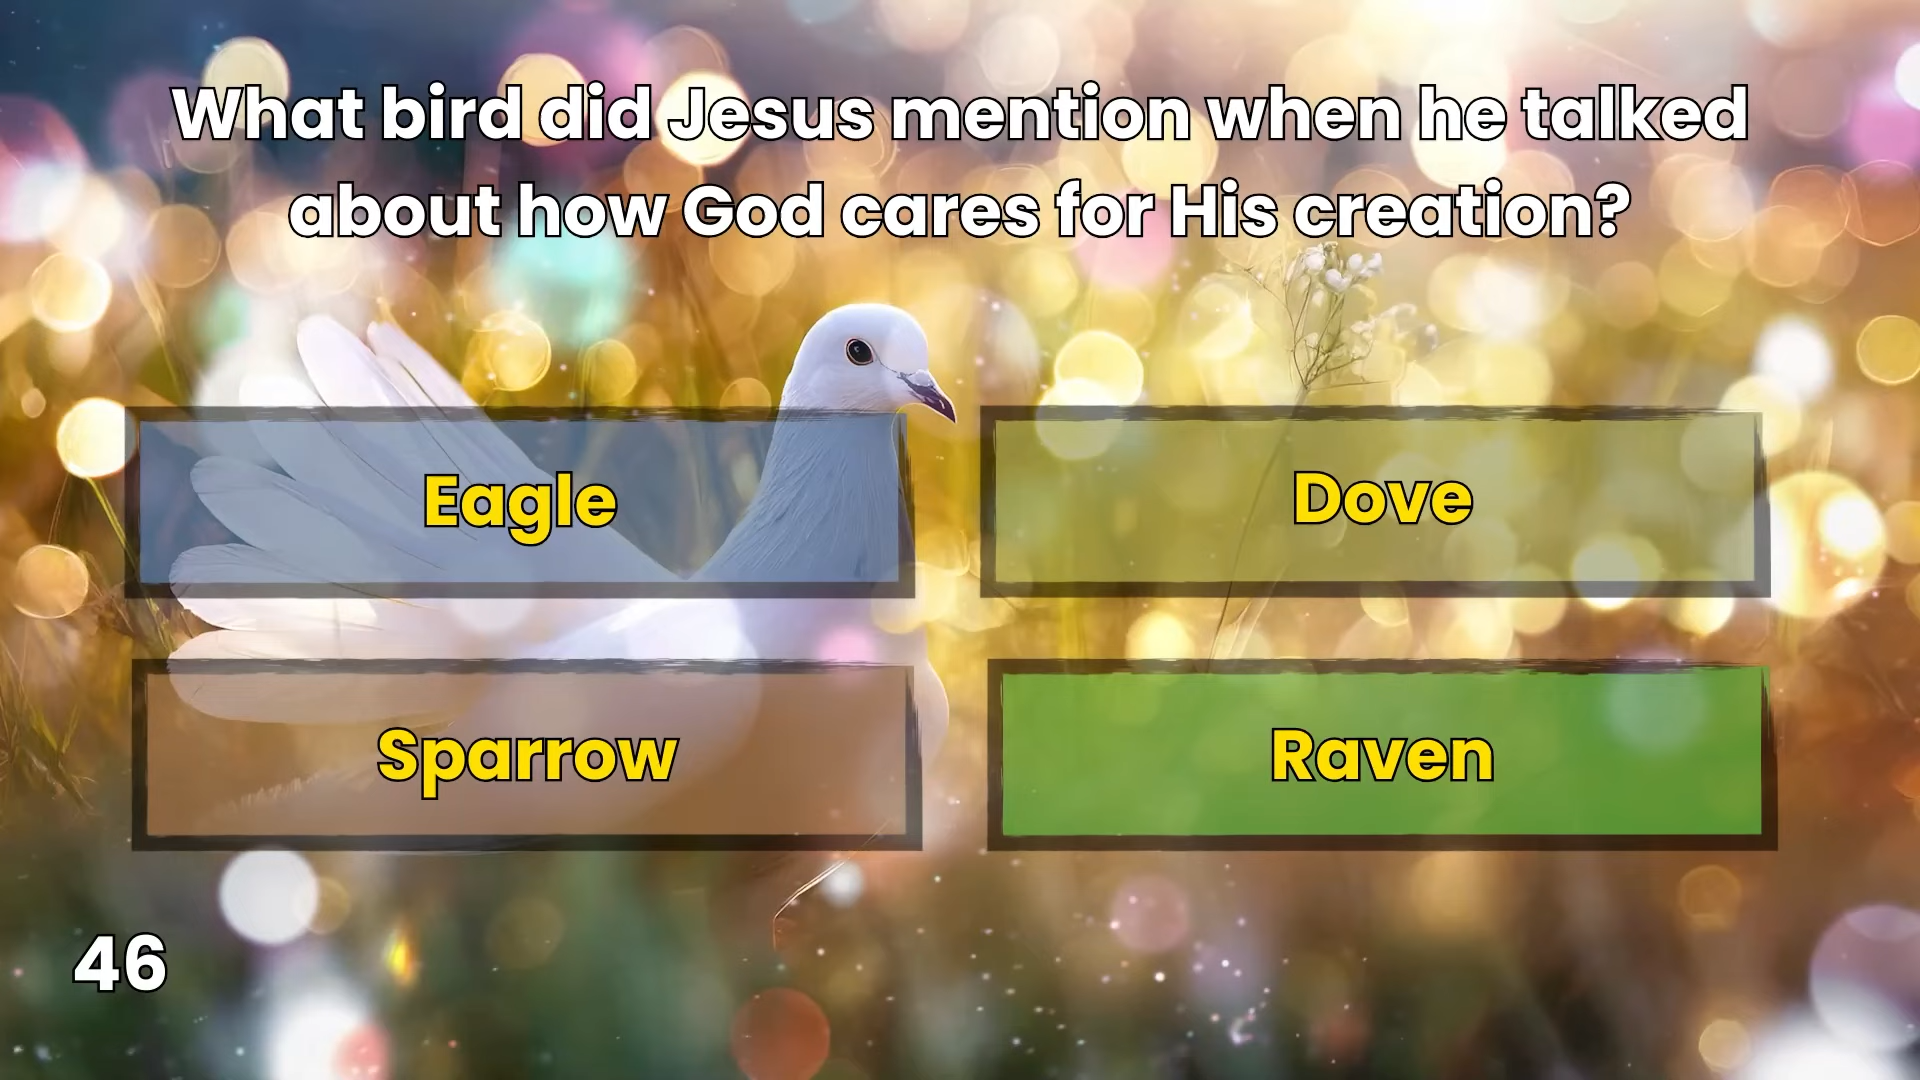 What bird did Jesus mention when he talked
about how God cares for His creation?
Eagle
Dove
Sparrow
Raven
46